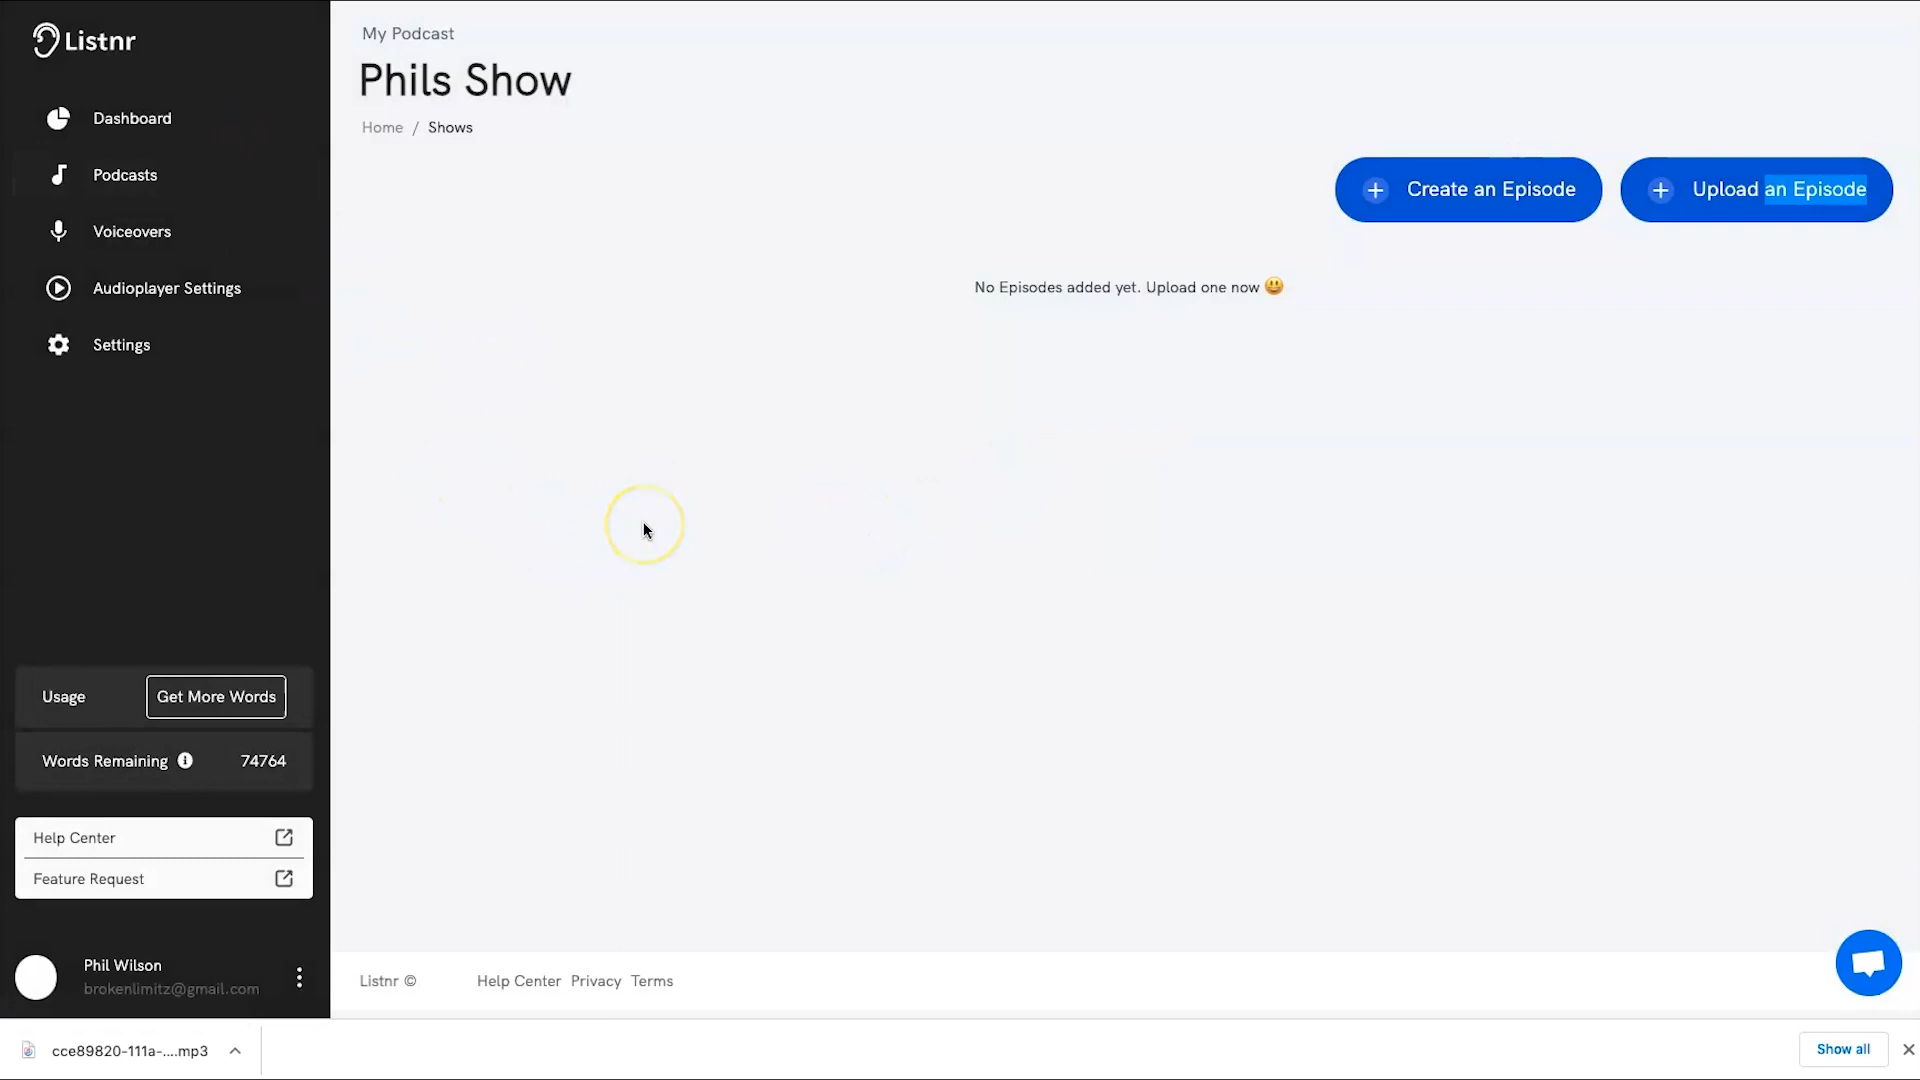 Listnr
Dashboard
Podcasts
Voiceovers
Audioplayer Settings
Settings
Usage
Get More Words
Words Remaining
74764
Help Center
Feature Request
Phil Wilson
brokenlimitz@gmail.com
My Podcast
Phils Show
Home / Shows
+ Create an Episode
+ Upload an Episode
No Episodes added yet. Upload one now 😃
Listnr © Help Center Privacy Terms
cce89820-111a-....mp3
Show all